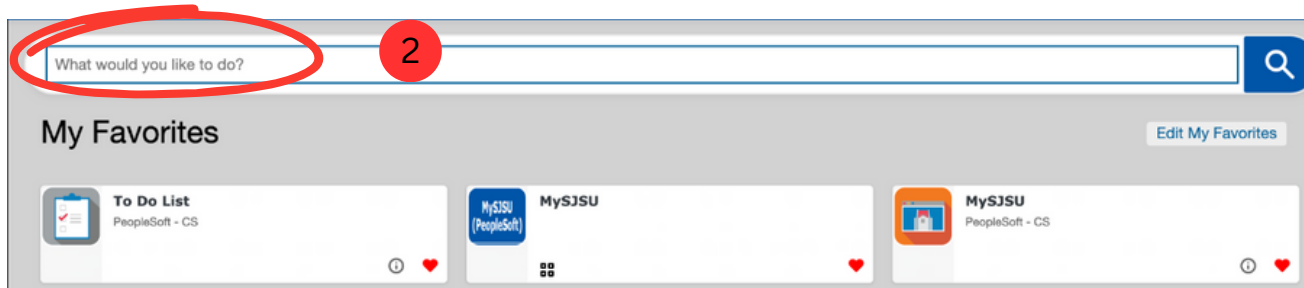 What would you like to do?
2
My Favorites
Edit My Favorites
To Do List
PeopleSoft - CS
MySJSU
(PeopleSoft)
MySJSU
MySJSU
PeopleSoft - CS